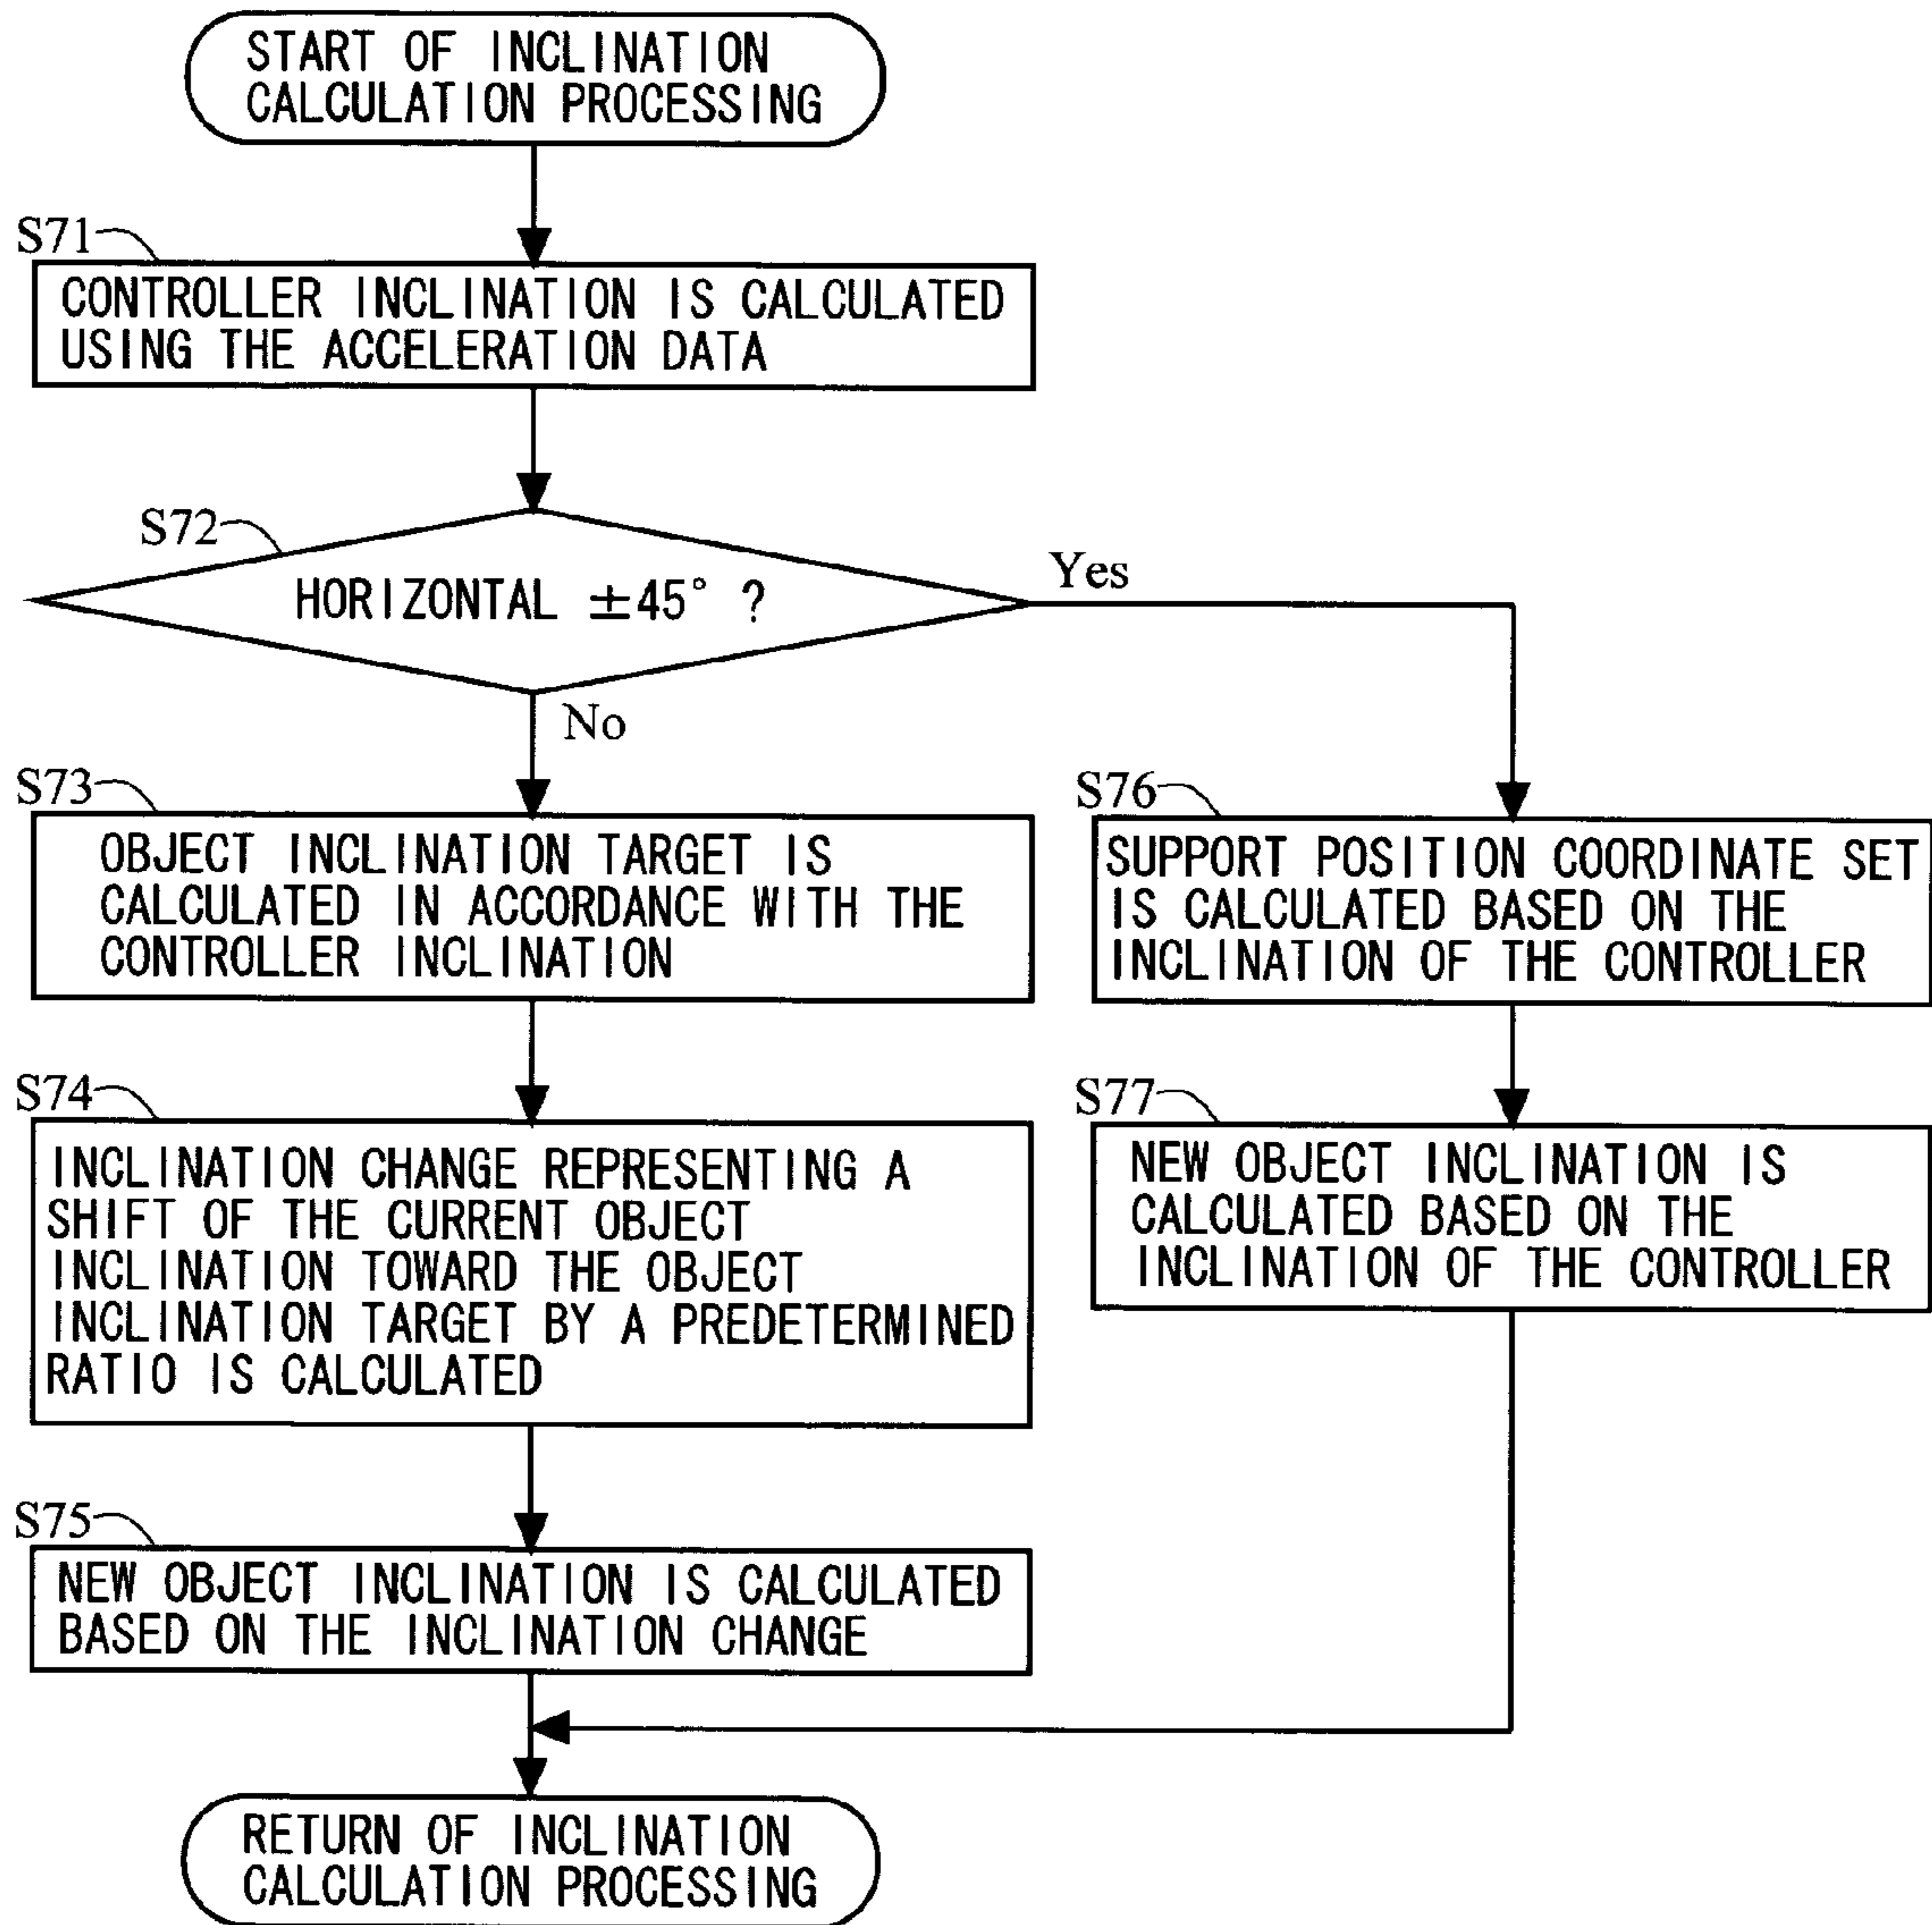 START OF INCLINATION
CALCULATION PROCESSING
S71
CONTROLLER INCLINATION IS CALCULATED
USING THE ACCELERATION DATA
S72
HORIZONTAL ±45° ?
Yes
No
S73
OBJECT INCLINATION TARGET IS
CALCULATED IN ACCORDANCE WITH THE
CONTROLLER INCLINATION
S74
INCLINATION CHANGE REPRESENTING A
SHIFT OF THE CURRENT OBJECT
INCLINATION TOWARD THE OBJECT
INCLINATION TARGET BY A PREDETERMINED
RATIO IS CALCULATED
S75
NEW OBJECT INCLINATION IS CALCULATED
BASED ON THE INCLINATION CHANGE
S76
SUPPORT POSITION COORDINATE SET
IS CALCULATED BASED ON THE
INCLINATION OF THE CONTROLLER
S77
NEW OBJECT INCLINATION IS
CALCULATED BASED ON THE
INCLINATION OF THE CONTROLLER
RETURN OF INCLINATION
CALCULATION PROCESSING